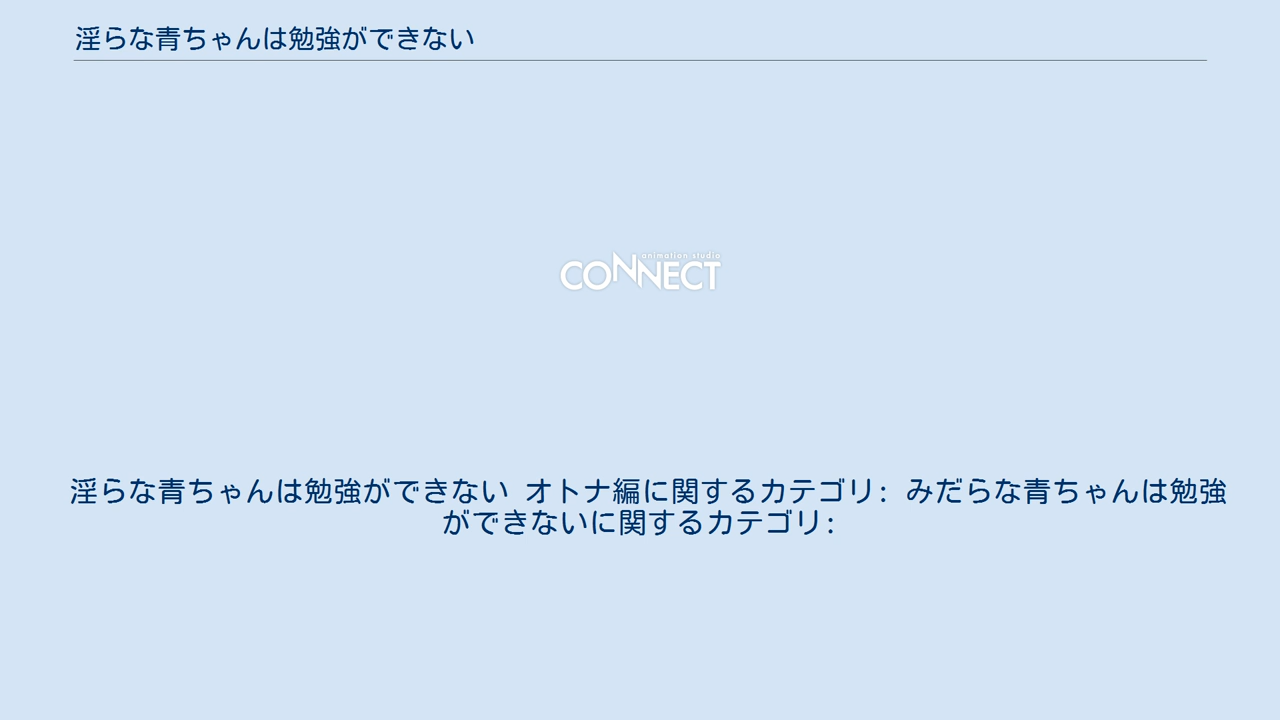 淫らな青ちゃんは勉強ができない
animation studio
CONNECT
淫らな青ちゃんは勉強ができない オトナ編に関するカテゴリ: みだらな青ちゃんは勉強
ができないに関するカテゴリ: